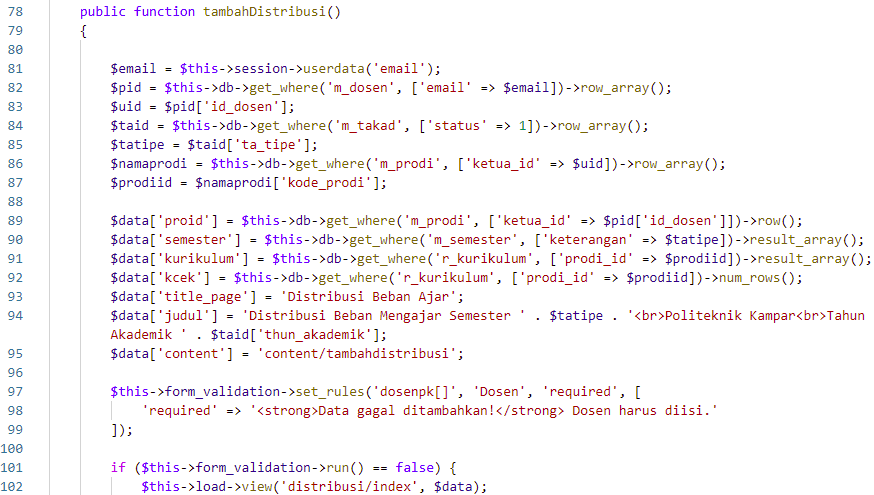 78 public function tambahDistribusi()
79 {
80
81 $email = $this->session->userdata('email');
82 $pid = $this->db->get_where('m_dosen', ['email' => $email])->row_array();
83 $uid = $pid['id_dosen'];
84 $taid = $this->db->get_where('m_takad', ['status' => 1])->row_array();
85 $tatipe = $taid['ta_tipe'];
86 $namaprodi = $this->db->get_where('m_prodi', ['ketua_id' => $uid])->row_array();
87 $prodiid = $namaprodi['kode_prodi'];
88
89 $data['proid'] = $this->db->get_where('m_prodi', ['ketua_id' => $pid['id_dosen']])->row();
90 $data['semester'] = $this->db->get_where('m_semester', ['keterangan' => $tatipe])->result_array();
91 $data['kurikulum'] = $this->db->get_where('r_kurikulum', ['prodi_id' => $prodiid])->result_array();
92 $data['kcek'] = $this->db->get_where('r_kurikulum', ['prodi_id' => $prodiid])->num_rows();
93 $data['title_page'] = 'Distribusi Beban Ajar';
94 $data['judul'] = 'Distribusi Beban Mengajar Semester ' . $tatipe . '<br>Politeknik Kampar<br>Tahun
Akademik ' . $taid['thun_akademik'];
95 $data['content'] = 'content/tambahdistribusi';
96
97 $this->form_validation->set_rules('dosenpk[]', 'Dosen', 'required', [
98 'required' => '<strong>Data gagal ditambahkan!</strong> Dosen harus diisi.'
99 ]);
100
101 if ($this->form_validation->run() == false) {
102 $this->load->view('distribusi/index', $data);